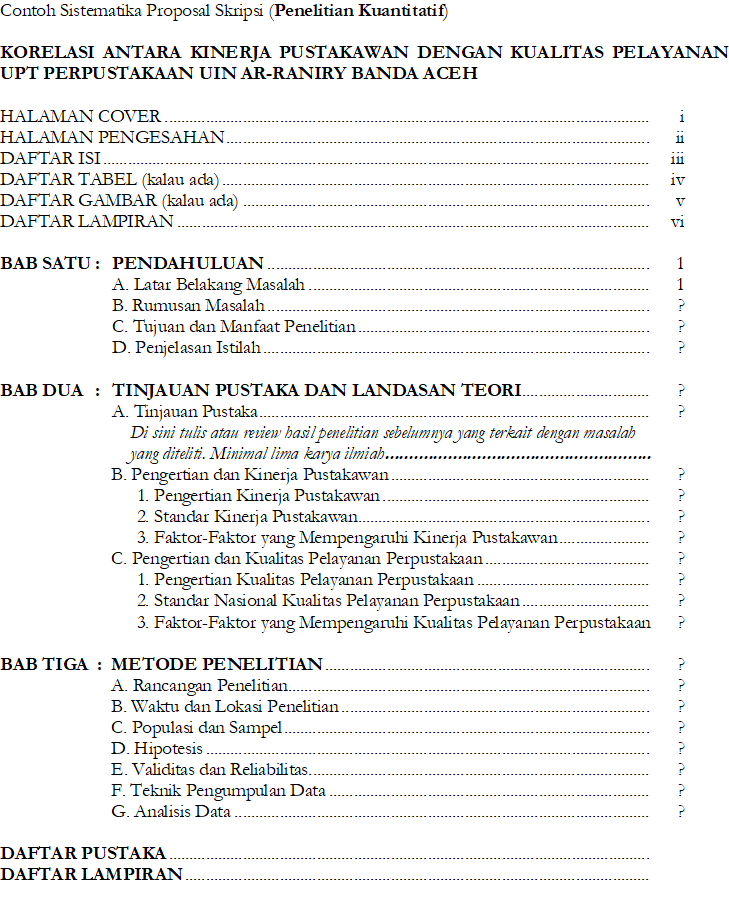 Contoh Sistematika Proposal Skripsi (Penelitian Kuantitatif)
KORELASI ANTARA KINERJA PUSTAKAWAN DENGAN KUALITAS PELAYANAN
UPT PERPUSTAKAAN UIN AR-RANIRY BANDA ACEH
HALAMAN COVER ........................................ i
HALAMAN PENGESAHAN ........................................ ii
DAFTAR ISI ........................................ iii
DAFTAR TABEL (kalau ada) ........................................ iv
DAFTAR GAMBAR (kalau ada) ........................................ v
DAFTAR LAMPIRAN ........................................ vi
BAB SATU : PENDAHULUAN ........................................ 1
A. Latar Belakang Masalah ........................................ 1
B. Rumusan Masalah ........................................ ?
C. Tujuan dan Manfaat Penelitian ........................................ ?
D. Penjelasan Istilah ........................................ ?
BAB DUA : TINJAUAN PUSTAKA DAN LANDASAN TEORI ........................................ ?
A. Tinjauan Pustaka ........................................ ?
Di sini tulis atau review hasil penelitian sebelumnya yang terkait dengan masalah
yang diteliti. Minimal lima karya ilmiah ........................................
B. Pengertian dan Kinerja Pustakawan ........................................ ?
1. Pengertian Kinerja Pustakawan ........................................ ?
2. Standar Kinerja Pustakawan ........................................ ?
3. Faktor-Faktor yang Mempengaruhi Kinerja Pustakawan ........................................ ?
C. Pengertian dan Kualitas Pelayanan Perpustakaan ........................................ ?
1. Pengertian Kualitas Pelayanan Perpustakaan ........................................ ?
2. Standar Nasional Kualitas Pelayanan Perpustakaan ........................................ ?
3. Faktor-Faktor yang Mempengaruhi Kualitas Pelayanan Perpustakaan ?
BAB TIGA : METODE PENELITIAN ........................................ ?
A. Rancangan Penelitian ........................................ ?
B. Waktu dan Lokasi Penelitian ........................................ ?
C. Populasi dan Sampel ........................................ ?
D. Hipotesis ........................................ ?
E. Validitas dan Reliabilitas ........................................ ?
F. Teknik Pengumpulan Data ........................................ ?
G. Analisis Data ........................................ ?
DAFTAR PUSTAKA ........................................
DAFTAR LAMPIRAN ........................................